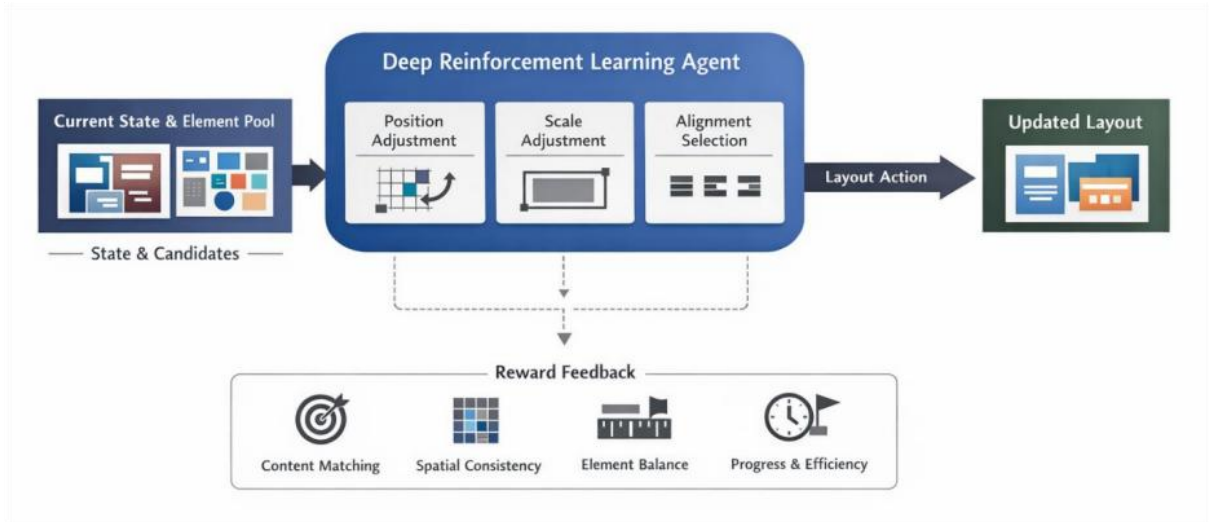 Deep Reinforcement Learning Agent
Current State & Element Pool
State & Candidates
Position
Adjustment
Scale
Adjustment
Alignment
Selection
Layout Action
Updated Layout
Reward Feedback
Content Matching
Spatial Consistency
Element Balance
Progress & Efficiency